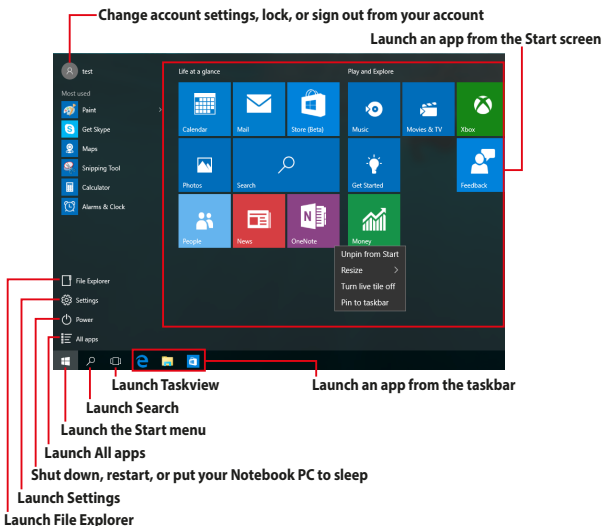 Change account settings, lock, or sign out from your account
Launch an app from the Start screen
test
Life at a glance
Play and Explore
Most used
Paint
Get Skype
Maps
Snipping Tool
Calculator
Alarms & Clock
Calendar
Mail
Store (Beta)
Music
Movies & TV
Xbox
Photos
Search
Get Started
Feedback
People
News
OneNote
Money
Unpin from Start
Resize
Turn live tile off
Pin to taskbar
File Explorer
Settings
Power
All apps
Launch Taskview
Launch an app from the taskbar
Launch Search
Launch the Start menu
Launch All apps
Shut down, restart, or put your Notebook PC to sleep
Launch Settings
Launch File Explorer